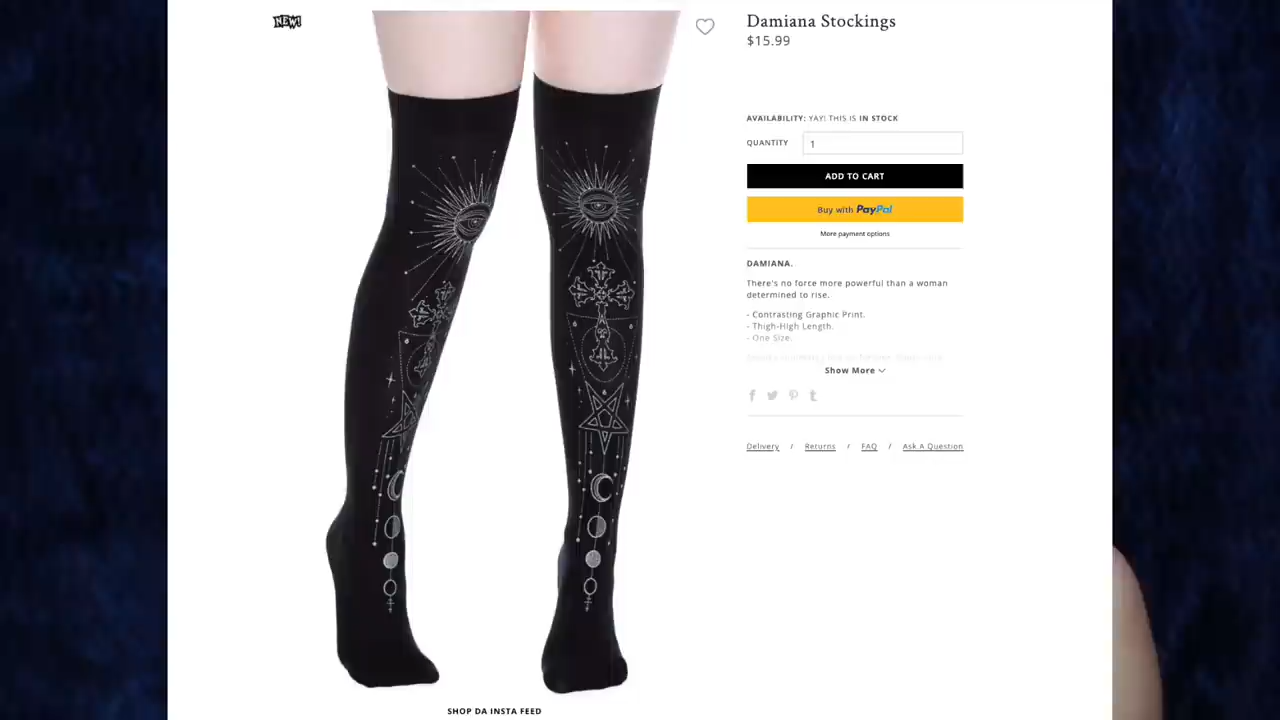 NEW!
Damiana Stockings
$15.99
AVAILABILITY: YAY! THIS IS IN STOCK
QUANTITY
1
ADD TO CART
Buy with PayPal
More payment options
DAMIANA.
There's no force more powerful than a woman
determined to rise.
- Contrasting Graphic Print.
- Thigh-High Length.
- One Size.
Show More
Delivery / Returns / FAQ / Ask A Question
SHOP DA INSTA FEED